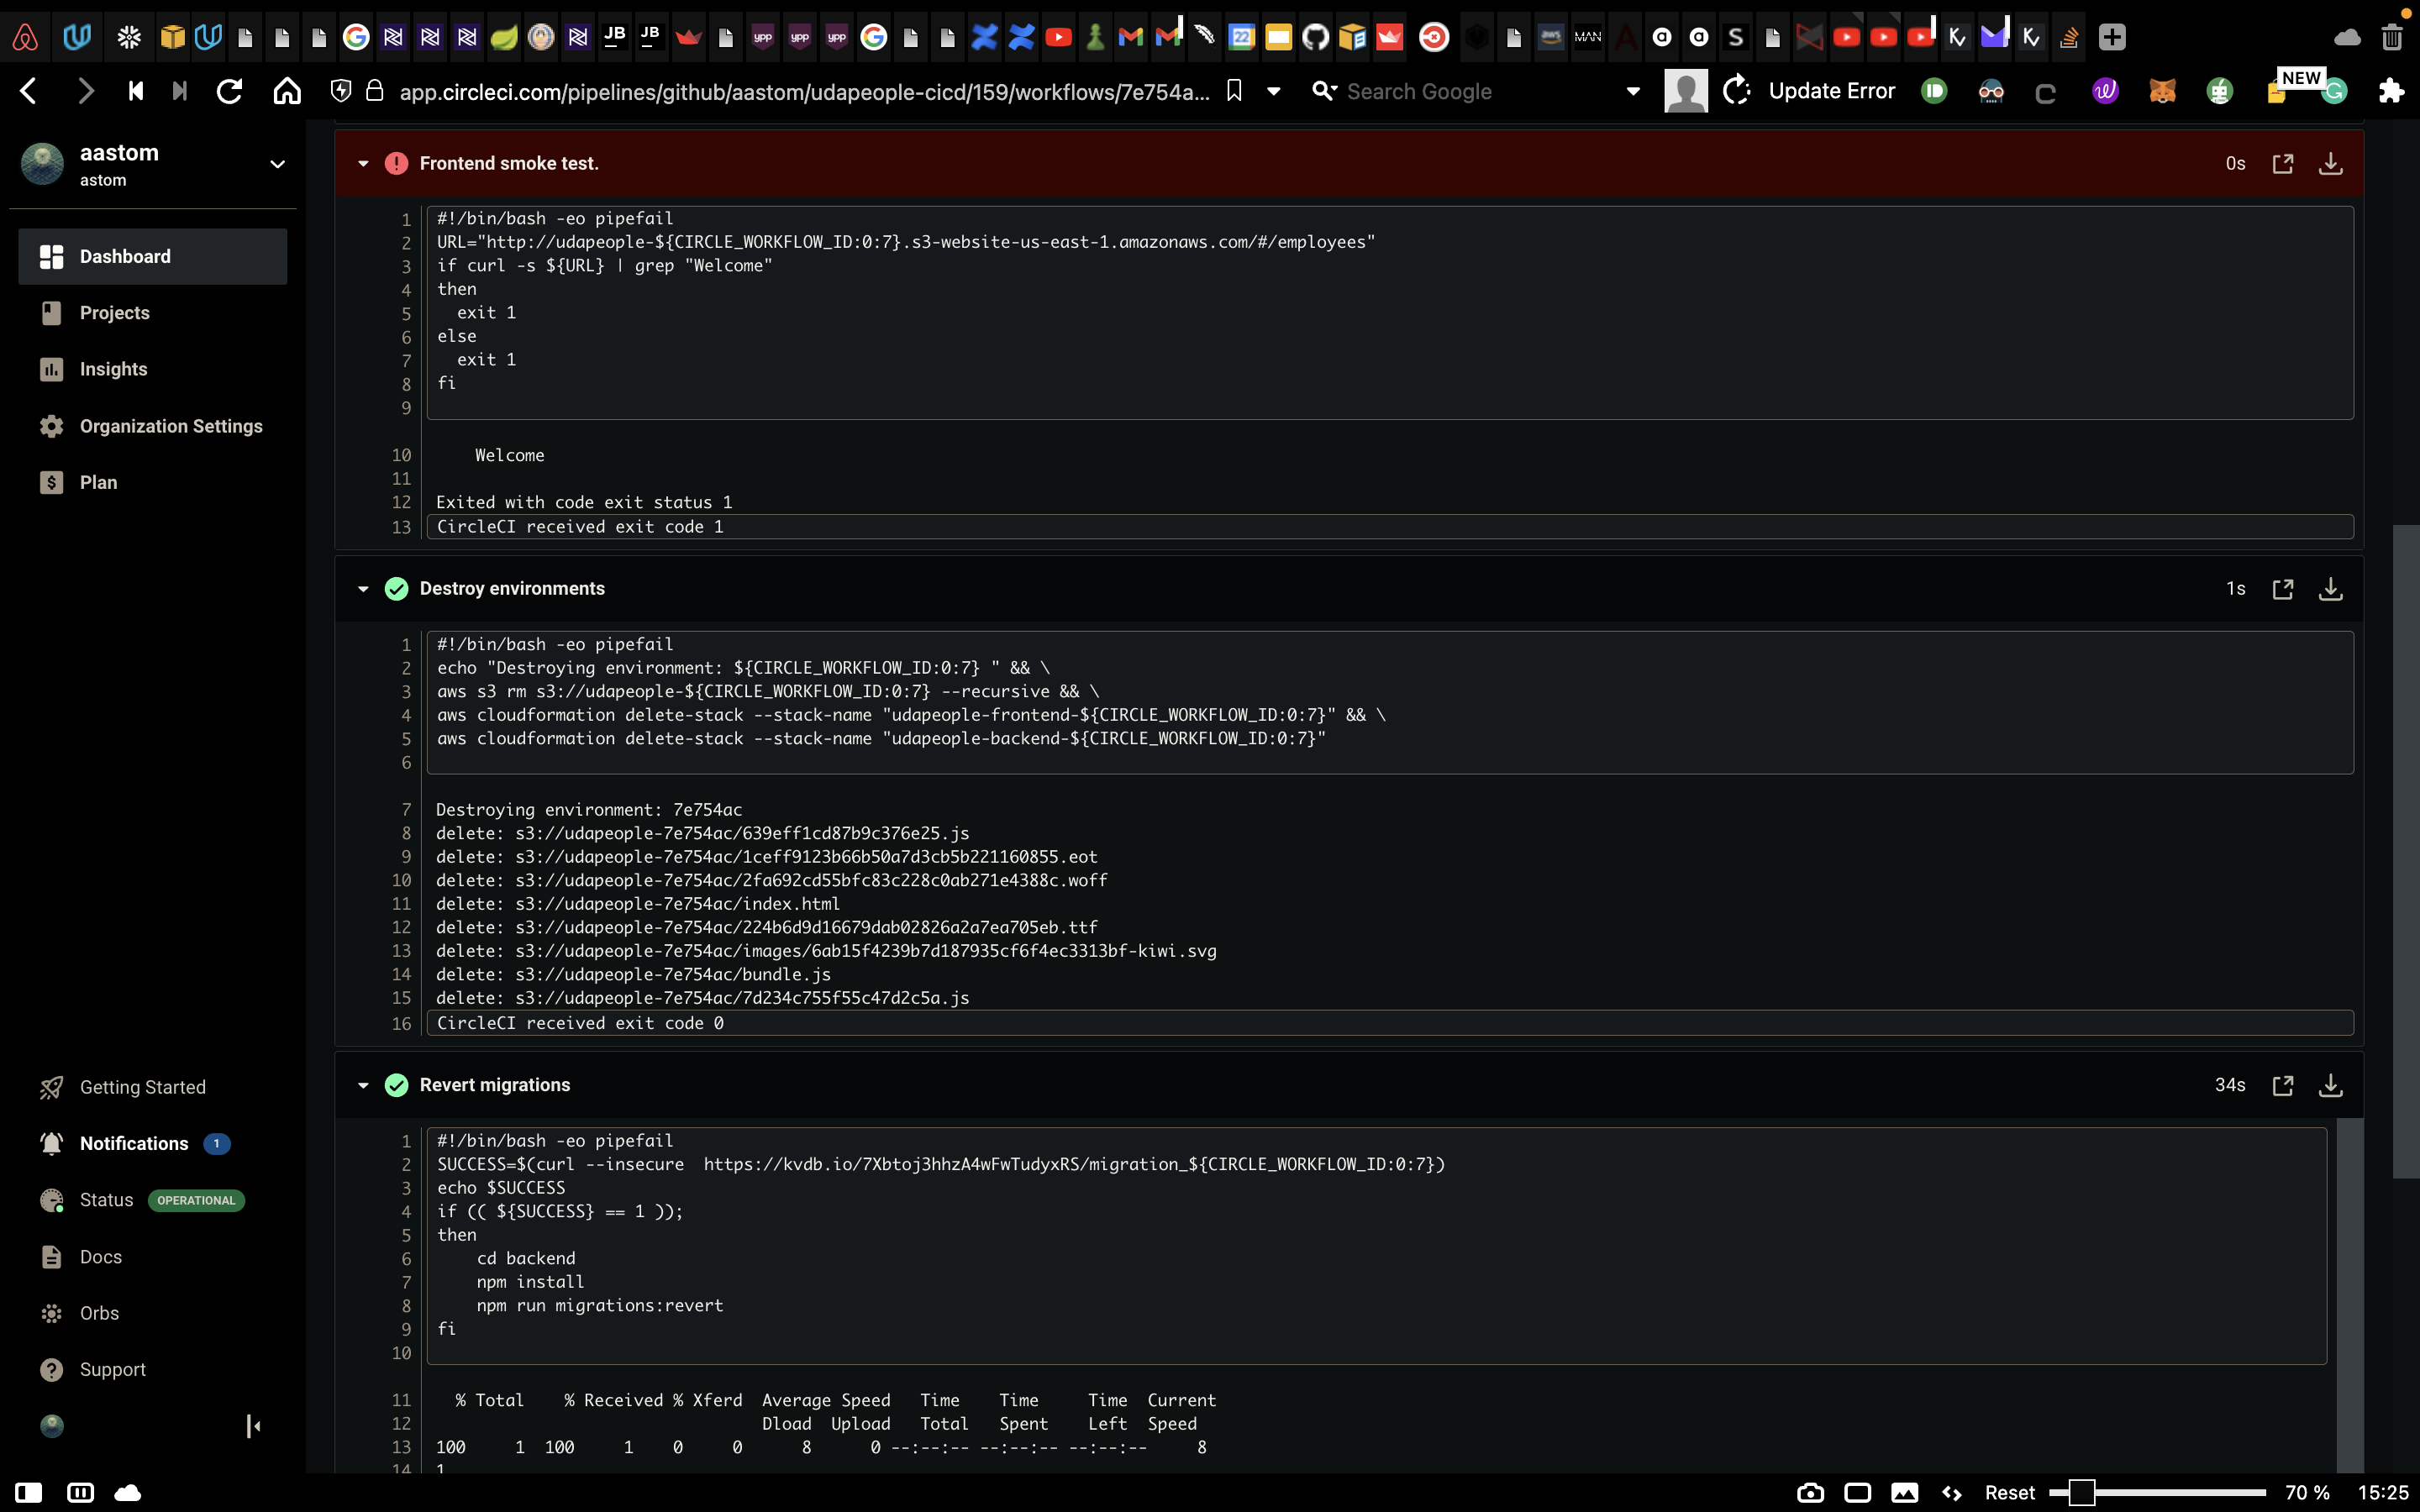 JB
JB
YPP
YPP
YPP
22
aws
MAN
S
app.circleci.com/pipelines/github/aastom/udapeople-cicd/159/workflows/7e754a...
Search Google
Update Error
NEW
aastom
astom
Dashboard
Projects
Insights
Organization Settings
Plan
Getting Started
Notifications 1
Status OPERATIONAL
Docs
Orbs
Support
Frontend smoke test.
0s
1 #!/bin/bash -eo pipefail
2 URL="http://udapeople-${CIRCLE_WORKFLOW_ID:0:7}.s3-website-us-east-1.amazonaws.com/#/employees"
3 if curl -s ${URL} | grep "Welcome"
4 then
5   exit 1
6 else
7   exit 1
8 fi
9
10     Welcome
11
12 Exited with code exit status 1
13 CircleCI received exit code 1
Destroy environments
1s
1 #!/bin/bash -eo pipefail
2 echo "Destroying environment: ${CIRCLE_WORKFLOW_ID:0:7} " && \
3 aws s3 rm s3://udapeople-${CIRCLE_WORKFLOW_ID:0:7} --recursive && \
4 aws cloudformation delete-stack --stack-name "udapeople-frontend-${CIRCLE_WORKFLOW_ID:0:7}" && \
5 aws cloudformation delete-stack --stack-name "udapeople-backend-${CIRCLE_WORKFLOW_ID:0:7}"
6
7 Destroying environment: 7e754ac
8 delete: s3://udapeople-7e754ac/639eff1cd87b9c376e25.js
9 delete: s3://udapeople-7e754ac/1ceff9123b66b50a7d3cb5b221160855.eot
10 delete: s3://udapeople-7e754ac/2fa692cd55bfc83c228c0ab271e4388c.woff
11 delete: s3://udapeople-7e754ac/index.html
12 delete: s3://udapeople-7e754ac/224b6d9d16679dab02826a2a7ea705eb.ttf
13 delete: s3://udapeople-7e754ac/images/6ab15f4239b7d187935cf6f4ec3313bf-kiwi.svg
14 delete: s3://udapeople-7e754ac/bundle.js
15 delete: s3://udapeople-7e754ac/7d234c755f55c47d2c5a.js
16 CircleCI received exit code 0
Revert migrations
34s
1 #!/bin/bash -eo pipefail
2 SUCCESS=$(curl --insecure  https://kvdb.io/7Xbtoj3hhzA4wFwTudyxRS/migration_${CIRCLE_WORKFLOW_ID:0:7})
3 echo $SUCCESS
4 if (( ${SUCCESS} == 1 ));
5 then
6     cd backend
7     npm install
8     npm run migrations:revert
9 fi
10
11   % Total    % Received % Xferd  Average Speed   Time    Time     Time  Current
12                                  Dload  Upload   Total   Spent    Left  Speed
13 100     1  100     1    0     0      8      0 --:--:-- --:--:-- --:--:--     8
14 1
Reset
70 %
15:25